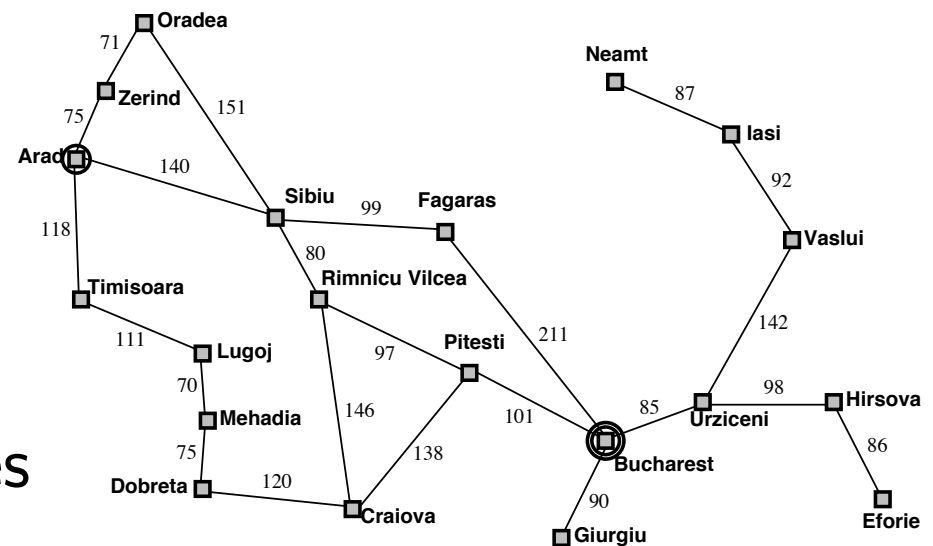 Oradea
71
Neamt
Zerind
87
75
151
Iasi
Arad
140
92
Sibiu
Fagaras
99
118
Vaslui
80
Timisoara
Rimnicu Vilcea
142
111
211
Lugoj
Pitesti
97
70
98
Hirsova
146
85
Mehadia
101
Urziceni
75
138
86
es
Bucharest
120
Dobreta
90
Craiova
Eforie
Giurgiu